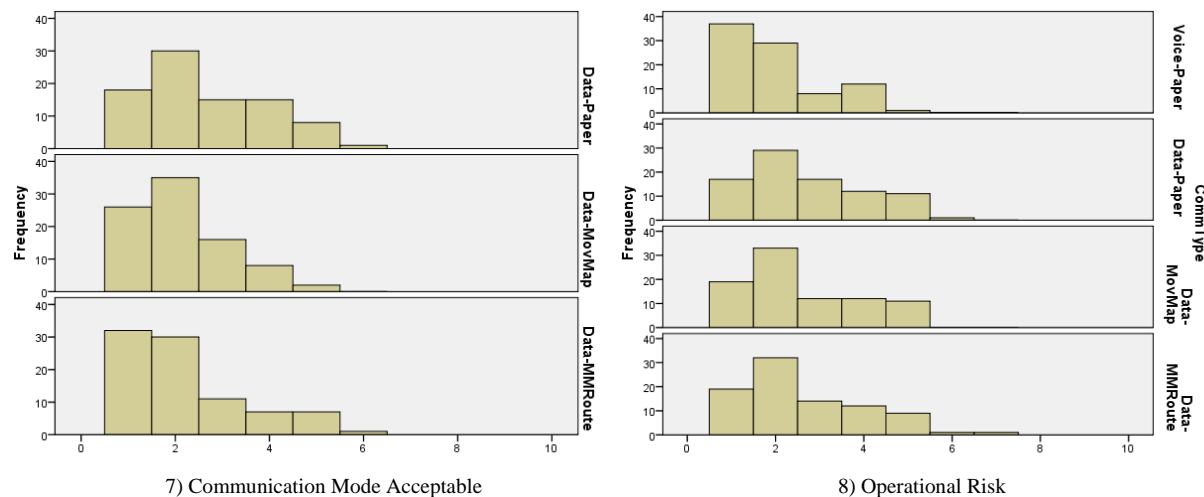 40
30
20
10
0
Data-Paper
40
30
20
10
0
Data-MovMap
40
30
20
10
0
Data-MMRoute
Frequency
0 2 4 6 8 10
7) Communication Mode Acceptable
40
30
20
10
0
Voice-Paper
40
30
20
10
0
Data-Paper
40
30
20
10
0
Data-
MovMap
40
30
20
10
0
Data-
MMRoute
Frequency
CommType
0 2 4 6 8 10
8) Operational Risk